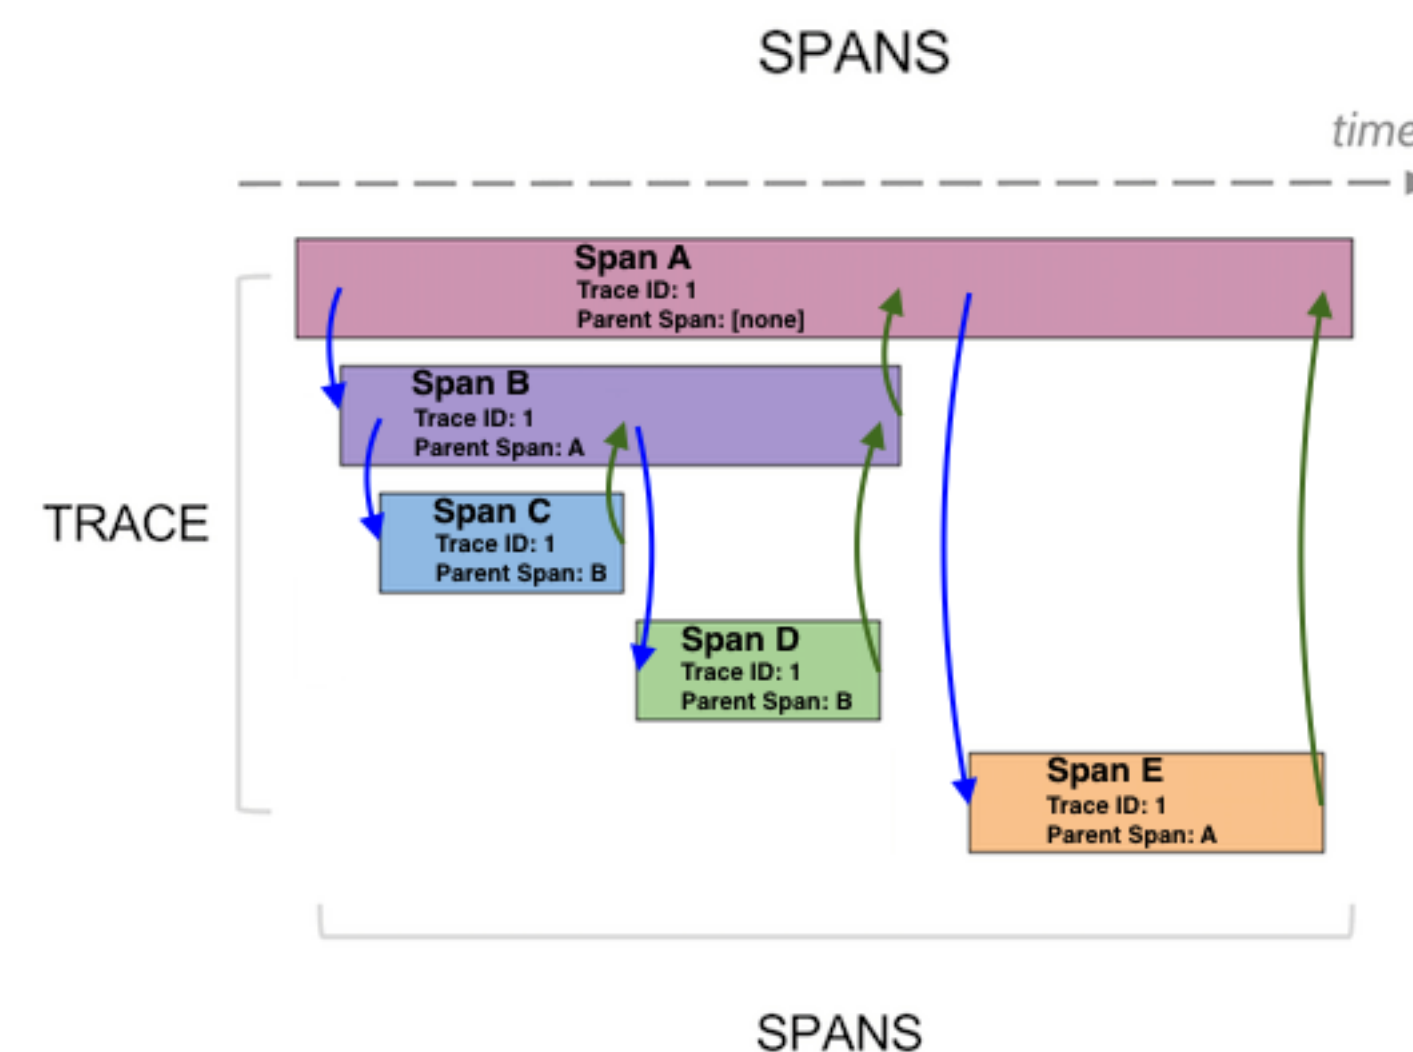 SPANS
time
Span A
Trace ID: 1
Parent Span: [none]
Span B
Trace ID: 1
Parent Span: A
Span C
Trace ID: 1
Parent Span: B
TRACE
Span D
Trace ID: 1
Parent Span: B
Span E
Trace ID: 1
Parent Span: A
SPANS